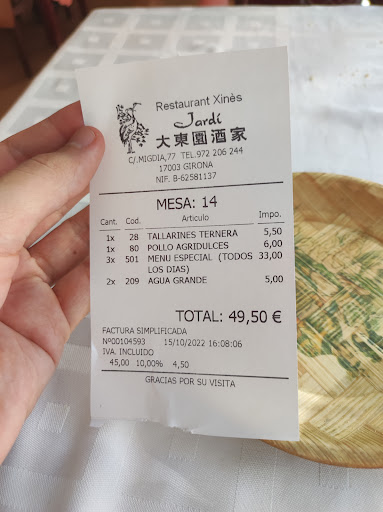 Restaurant Xinès
Jardí
大東園酒家
C/.MIGDIA,77 TEL.972 206 244
17003 GIRONA
NIF. B-62581137
MESA: 14
Cant. Cod. Articulo Impo.
1x 28 TALLARINES TERNERA 5,50
1x 80 POLLO AGRIDULCES 6,00
3x 501 MENU ESPECIAL (TODOS 33,00
LOS DIAS)
2x 209 AGUA GRANDE 5,00
TOTAL: 49,50 €
FACTURA SIMPLIFICADA
Nº00104593 15/10/2022 16:08:06
IVA. INCLUIDO
45,00 10,00% 4,50
GRACIAS POR SU VISITA